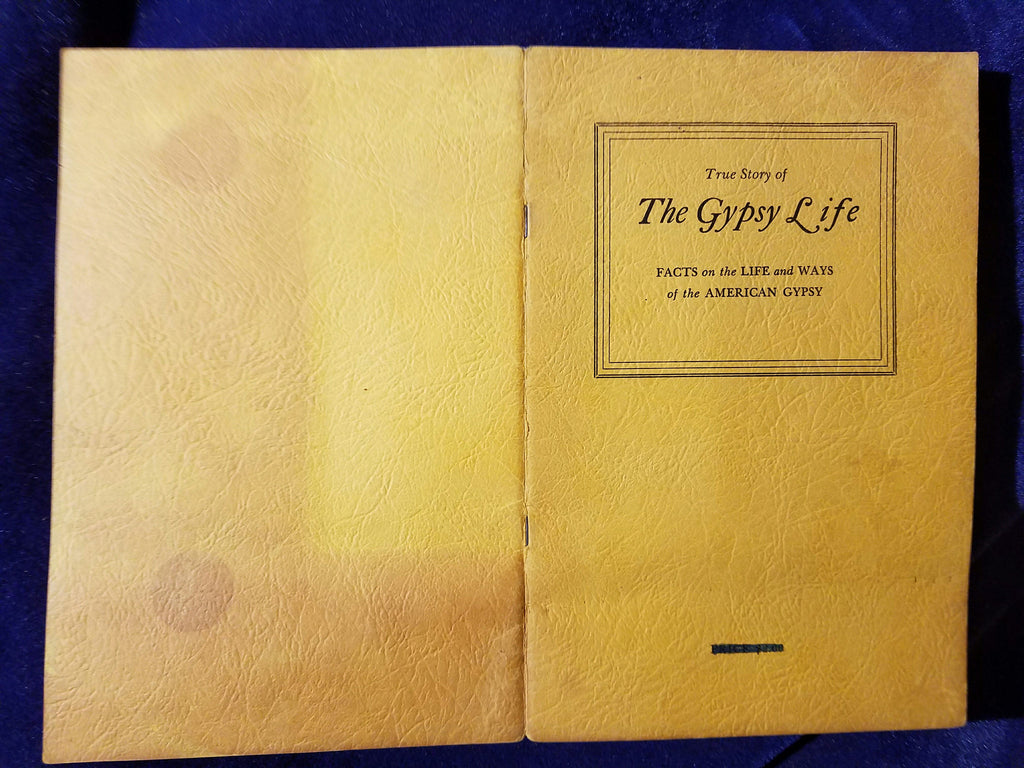 True Story of
The Gypsy Life
FACTS on the LIFE and WAYS
of the AMERICAN GYPSY